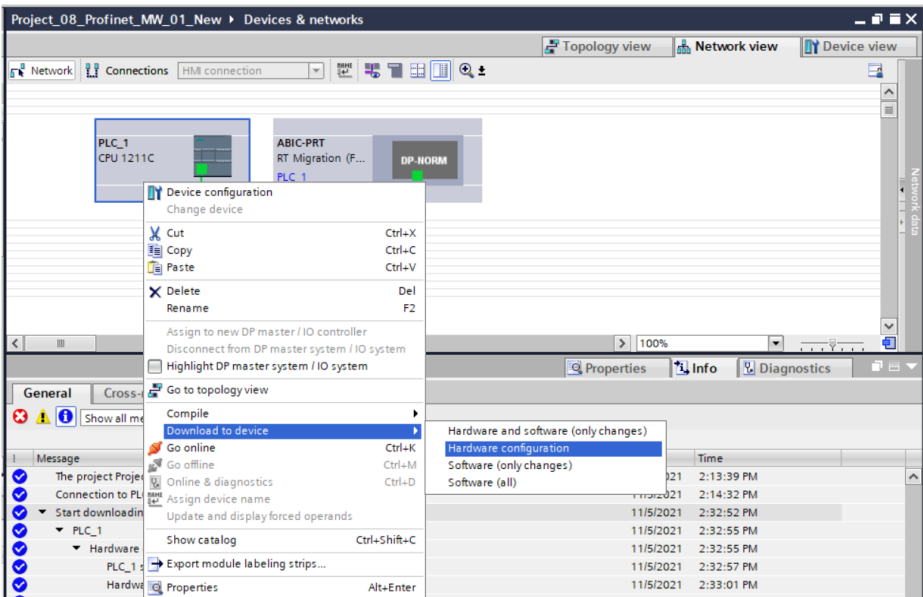 Project_08_Profinet_MW_01_New ▸ Devices & networks
Topology view Network view Device view
Network Connections HMI connection
PLC_1
CPU 1211C
ABIC-PRT
RT Migration (F...
PLC 1
DP-NORM
Network data
Device configuration
Change device
Cut Ctrl+X
Copy Ctrl+C
Paste Ctrl+V
Delete Del
Rename F2
Assign to new DP master / IO controller
Disconnect from DP master system / IO system
Highlight DP master system / IO system
Go to topology view
Compile
Download to device
Go online Ctrl+K
Go offline Ctrl+M
Online & diagnostics Ctrl+D
Assign device name
Update and display forced operands
Show catalog Ctrl+Shift+C
Export module labeling strips...
Properties Alt+Enter
Hardware and software (only changes)
Hardware configuration
Software (only changes)
Software (all)
100%
Properties Info Diagnostics
General Cross-
Show all me
! Message Time
The project Proje 021 2:13:39 PM
Connection to PL 11/5/2021 2:14:32 PM
Start downloadin 11/5/2021 2:32:52 PM
PLC_1 11/5/2021 2:32:55 PM
Hardware 11/5/2021 2:32:55 PM
PLC_1 s 11/5/2021 2:32:57 PM
Hardwa 11/5/2021 2:33:01 PM